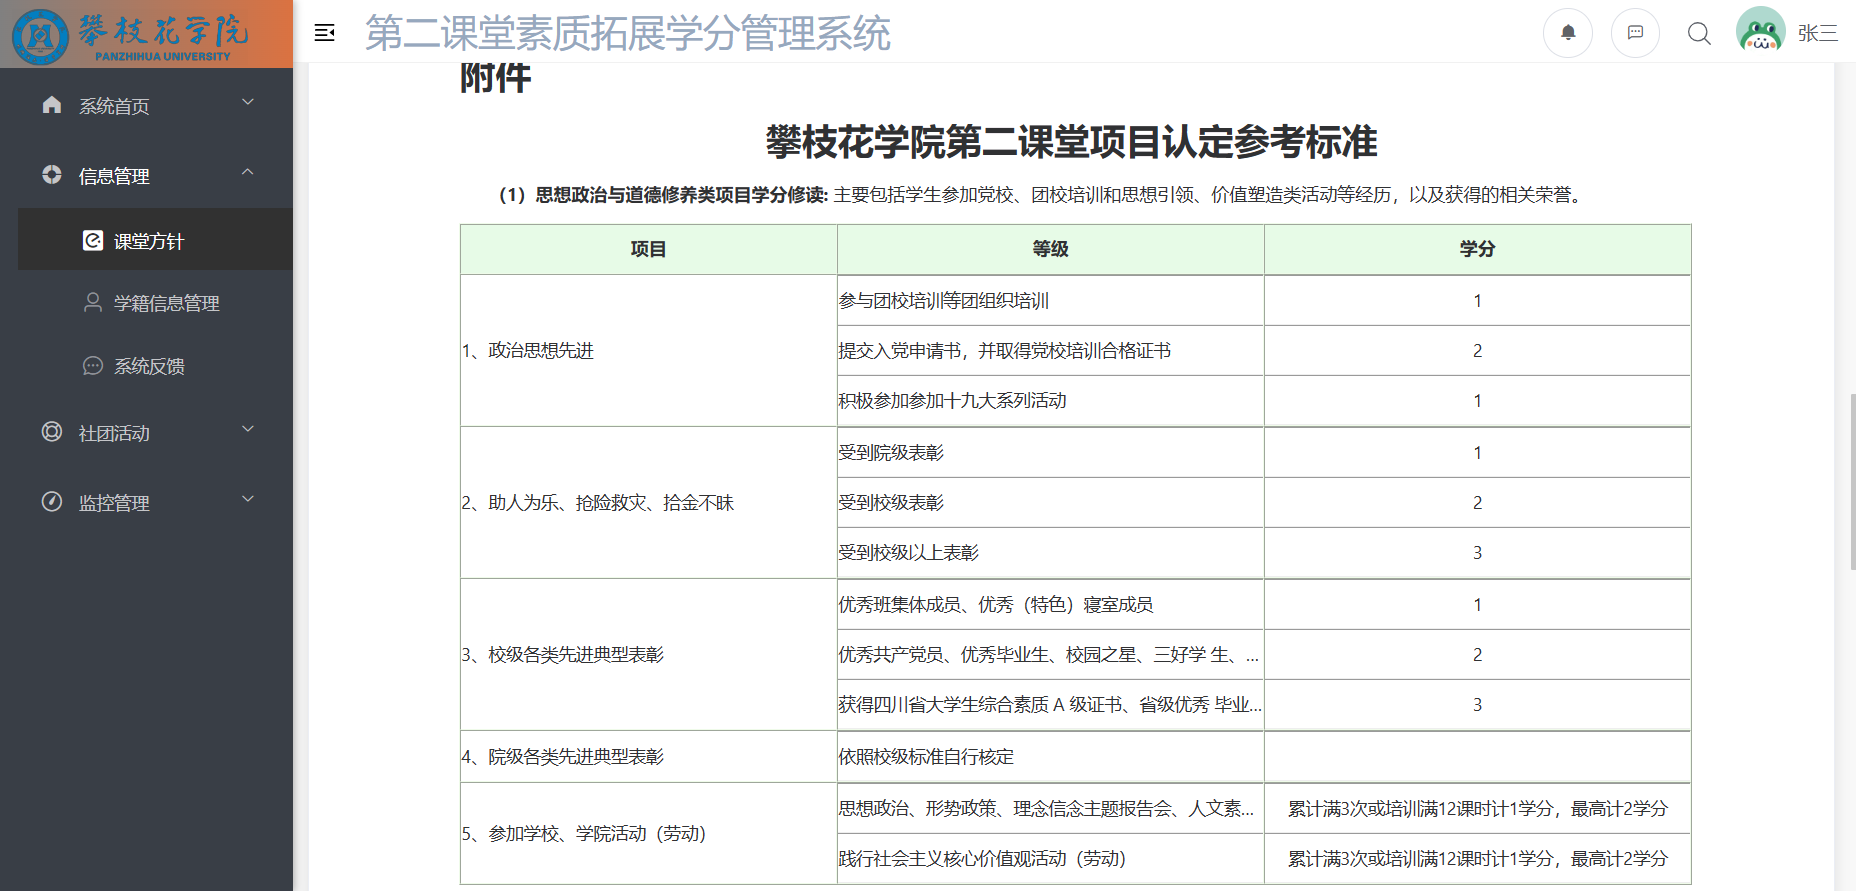 攀枝花学院
PANZHIHUA UNIVERSITY
第二课堂素质拓展学分管理系统
张三
系统首页
信息管理
课堂方针
学籍信息管理
系统反馈
社团活动
监控管理
附件
攀枝花学院第二课堂项目认定参考标准
（1）思想政治与道德修养类项目学分修读: 主要包括学生参加党校、团校培训和思想引领、价值塑造类活动等经历，以及获得的相关荣誉。
项目 等级 学分
1、政治思想先进
参与团校培训等团组织培训 1
提交入党申请书，并取得党校培训合格证书 2
积极参加参加十九大系列活动 1
2、助人为乐、抢险救灾、拾金不昧
受到院级表彰 1
受到校级表彰 2
受到校级以上表彰 3
3、校级各类先进典型表彰
优秀班集体成员、优秀（特色）寝室成员 1
优秀共产党员、优秀毕业生、校园之星、三好学 生、... 2
获得四川省大学生综合素质 A 级证书、省级优秀 毕业... 3
4、院级各类先进典型表彰 依照校级标准自行核定
5、参加学校、学院活动（劳动）
思想政治、形势政策、理念信念主题报告会、人文素... 累计满3次或培训满12课时计1学分，最高计2学分
践行社会主义核心价值观活动（劳动） 累计满3次或培训满12课时计1学分，最高计2学分